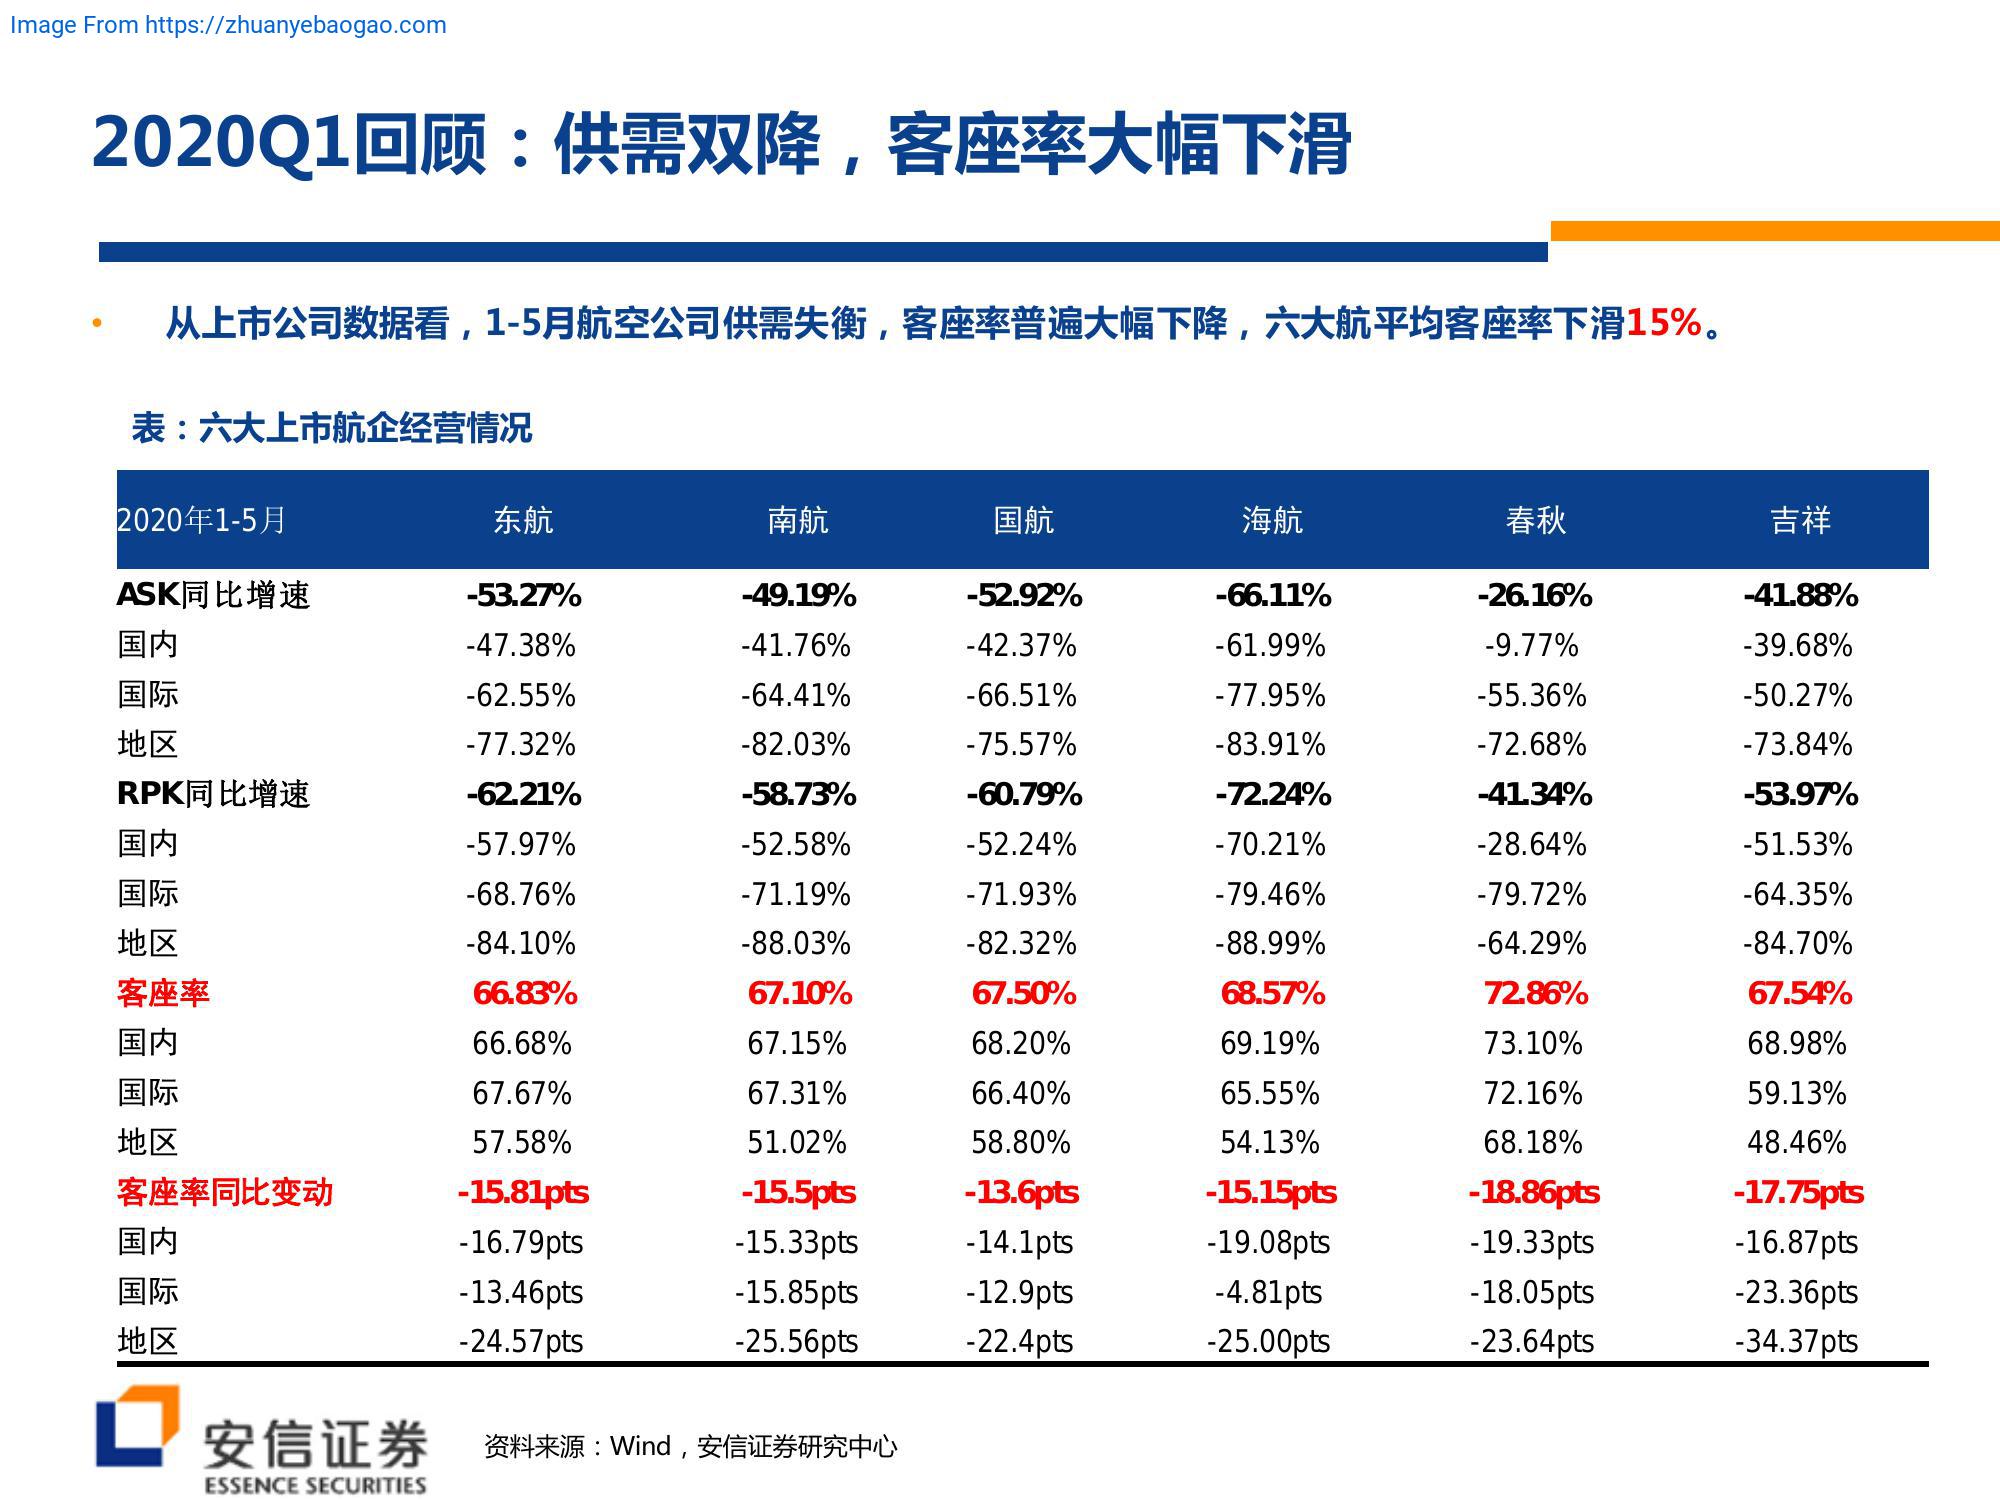 Image From https://zhuanyebaogao.com
2020Q1回顾：供需双降，客座率大幅下滑
• 从上市公司数据看，1-5月航空公司供需失衡，客座率普遍大幅下降，六大航平均客座率下滑15%。
表：六大上市航企经营情况
2020年1-5月 东航 南航 国航 海航 春秋 吉祥
ASK同比增速 -53.27% -49.19% -52.92% -66.11% -26.16% -41.88%
国内 -47.38% -41.76% -42.37% -61.99% -9.77% -39.68%
国际 -62.55% -64.41% -66.51% -77.95% -55.36% -50.27%
地区 -77.32% -82.03% -75.57% -83.91% -72.68% -73.84%
RPK同比增速 -62.21% -58.73% -60.79% -72.24% -41.34% -53.97%
国内 -57.97% -52.58% -52.24% -70.21% -28.64% -51.53%
国际 -68.76% -71.19% -71.93% -79.46% -79.72% -64.35%
地区 -84.10% -88.03% -82.32% -88.99% -64.29% -84.70%
客座率 66.83% 67.10% 67.50% 68.57% 72.86% 67.54%
国内 66.68% 67.15% 68.20% 69.19% 73.10% 68.98%
国际 67.67% 67.31% 66.40% 65.55% 72.16% 59.13%
地区 57.58% 51.02% 58.80% 54.13% 68.18% 48.46%
客座率同比变动 -15.81pts -15.5pts -13.6pts -15.15pts -18.86pts -17.75pts
国内 -16.79pts -15.33pts -14.1pts -19.08pts -19.33pts -16.87pts
国际 -13.46pts -15.85pts -12.9pts -4.81pts -18.05pts -23.36pts
地区 -24.57pts -25.56pts -22.4pts -25.00pts -23.64pts -34.37pts
安信证券
ESSENCE SECURITIES
资料来源：Wind，安信证券研究中心